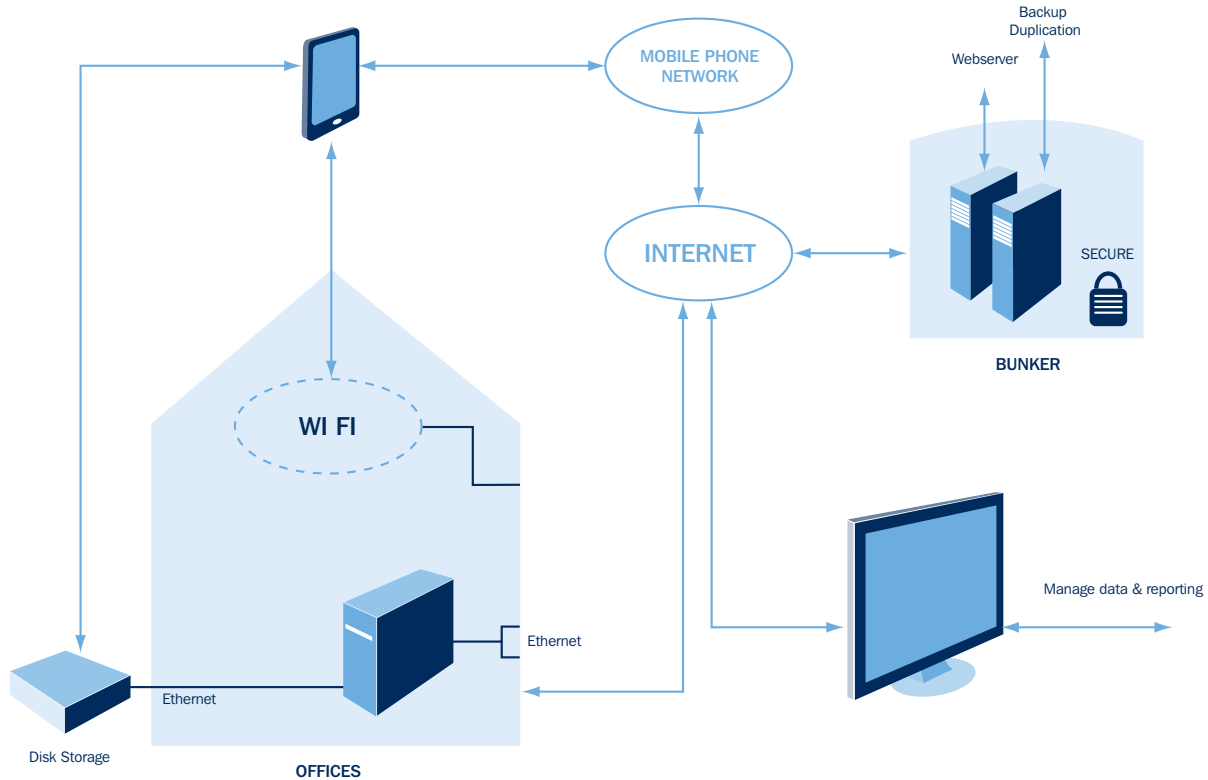 Backup
Duplication
MOBILE PHONE
NETWORK
Webserver
INTERNET
SECURE
BUNKER
WI FI
Manage data & reporting
Ethernet
Ethernet
Disk Storage
OFFICES